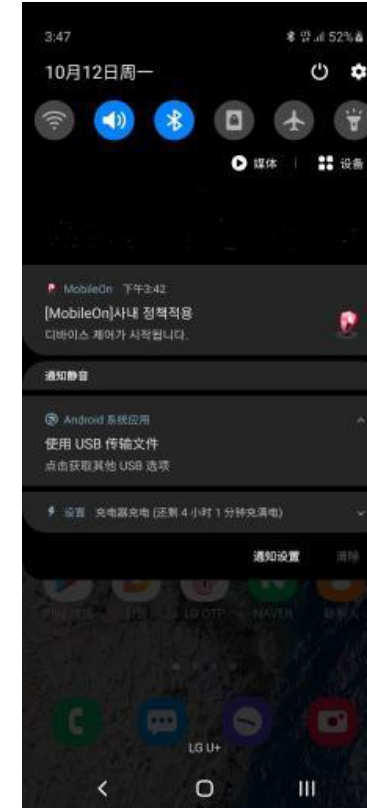 3:47
52%
10月12日周一
媒体 | 设备
MobileOn 下午3:42
[MobileOn]사내 정책적용
디바이스 제어가 시작됩니다.
通知静音
Android 系统应用
使用 USB 传输文件
点击获取其他 USB 选项
设置 充电器充电 (还剩 4 小时 1 分钟充满电)
通知设置 清除
LG OTP NAVER
LG U+